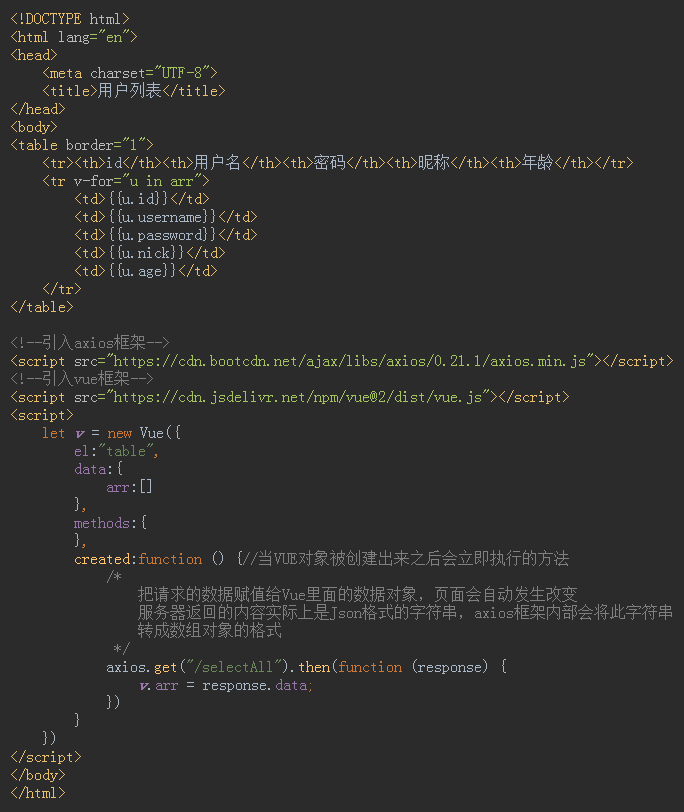 <!DOCTYPE html>
<html lang="en">
<head>
    <meta charset="UTF-8">
    <title>用户列表</title>
</head>
<body>
<table border="1">
    <tr><th>id</th><th>用户名</th><th>密码</th><th>昵称</th><th>年龄</th></tr>
    <tr v-for="u in arr">
        <td>{{u.id}}</td>
        <td>{{u.username}}</td>
        <td>{{u.password}}</td>
        <td>{{u.nick}}</td>
        <td>{{u.age}}</td>
    </tr>
</table>

<!--引入axios框架-->
<script src="https://cdn.bootcdn.net/ajax/libs/axios/0.21.1/axios.min.js"></script>
<!--引入vue框架-->
<script src="https://cdn.jsdelivr.net/npm/vue@2/dist/vue.js"></script>
<script>
    let v = new Vue({
        el:"table",
        data:{
            arr:[]
        },
        methods:{
        },
        created:function () {//当VUE对象被创建出来之后会立即执行的方法
            /*
                把请求的数据赋值给Vue里面的数据对象, 页面会自动发生改变
                服务器返回的内容实际上是Json格式的字符串, axios框架内部会将此字符串
                转成数组对象的格式
             */
            axios.get("/selectAll").then(function (response) {
                v.arr = response.data;
            })
        }
    })
</script>
</body>
</html>